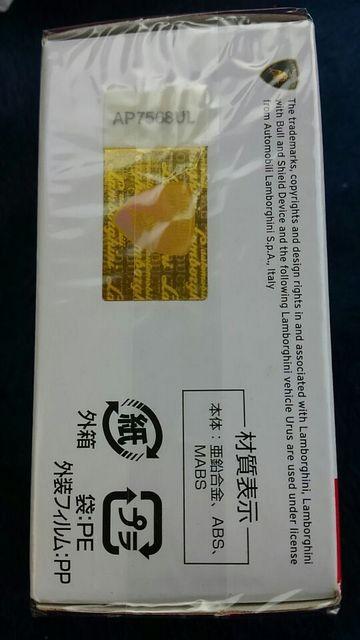 AP7568UL
The trademarks, copyrights and design rights in and associated with Lamborghini, Lamborghini
with Bull and Shield Device and the following Lamborghini vehicle Urus are used under license
from Automobili Lamborghini S.p.A., Italy
材質表示
本体:亜鉛合金、ABS、
MABS
紙
外箱
プラ
袋:PE
外装フィルム:PP